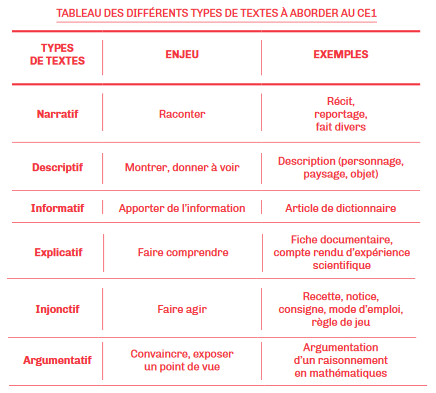 TABLEAU DES DIFFÉRENTS TYPES DE TEXTES À ABORDER AU CE1
TYPES
DE TEXTES
ENJEU
EXEMPLES
Narratif
Raconter
Récit,
reportage,
fait divers
Descriptif
Montrer, donner à voir
Description (personnage,
paysage, objet)
Informatif
Apporter de l'information
Article de dictionnaire
Explicatif
Faire comprendre
Fiche documentaire,
compte rendu d'expérience
scientifique
Injonctif
Faire agir
Recette, notice,
consigne, mode d'emploi,
règle de jeu
Argumentatif
Convaincre, exposer
un point de vue
Argumentation
d'un raisonnement
en mathématiques